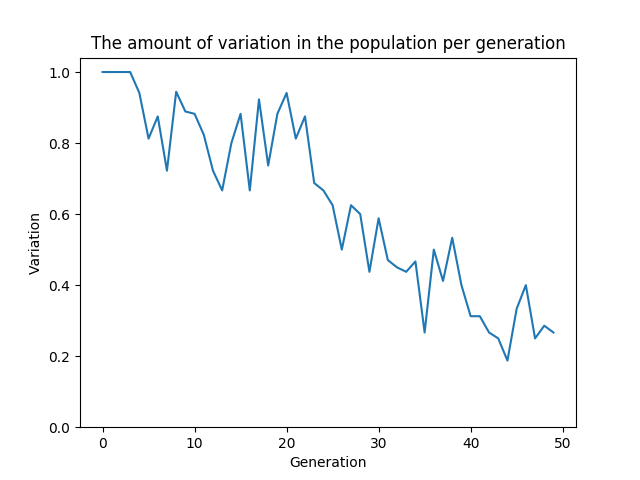 The amount of variation in the population per generation
1.0
0.8
0.6
0.4
0.2
0.0
Variation
0 10 20 30 40 50
Generation